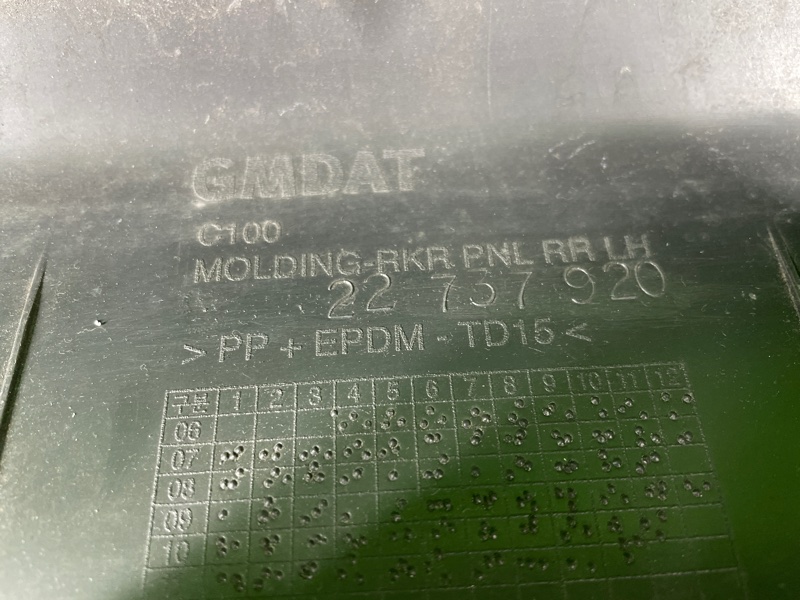 GMDAT
C100
MOLDING-RKR PNL RR LH
22 737 920
> PP + EPDM - TD15 <
구분 1 2 3 4 5 6 7 8 9 10 11 12
06
07
08
09
10